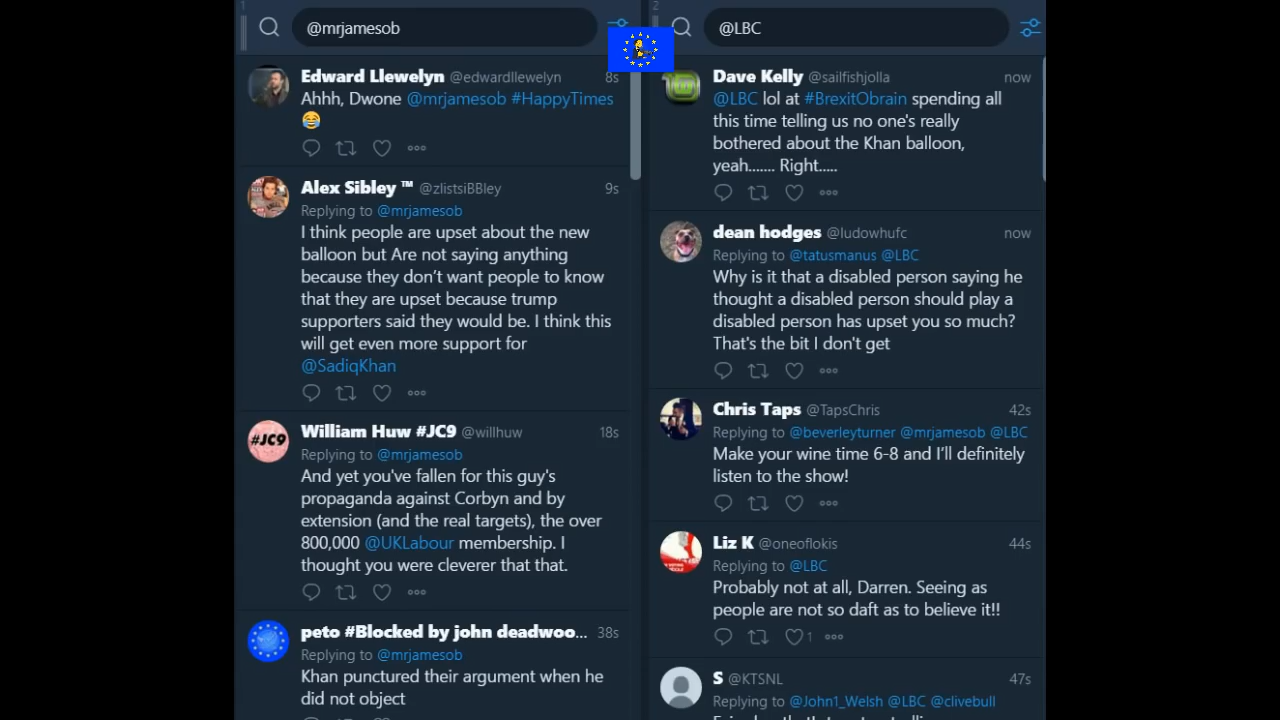 1
@mrjamesob
Edward Llewelyn @edwardllewelyn 8s
Ahhh, Dwone @mrjamesob #HappyTimes
😂
Alex Sibley ™ @zlistsiBBley 9s
Replying to @mrjamesob
I think people are upset about the new
balloon but Are not saying anything
because they don’t want people to know
that they are upset because trump
supporters said they would be. I think this
will get even more support for
@SadiqKhan
#JC9
William Huw #JC9 @willhuw 18s
Replying to @mrjamesob
And yet you've fallen for this guy's
propaganda against Corbyn and by
extension (and the real targets), the over
800,000 @UKLabour membership. I
thought you were cleverer that that.
peto #Blocked by john deadwoo... 38s
Replying to @mrjamesob
Khan punctured their argument when he
did not object
2
@LBC
Dave Kelly @sailfishjolla now
@LBC lol at #BrexitObrain spending all
this time telling us no one's really
bothered about the Khan balloon,
yeah....... Right.....
dean hodges @ludowhufc now
Replying to @tatusmanus @LBC
Why is it that a disabled person saying he
thought a disabled person should play a
disabled person has upset you so much?
That's the bit I don't get
Chris Taps @TapsChris 42s
Replying to @beverleyturner @mrjamesob @LBC
Make your wine time 6-8 and I’ll definitely
listen to the show!
Liz K @oneoflokis 44s
Replying to @LBC
Probably not at all, Darren. Seeing as
people are not so daft as to believe it!!
1
S @KTSNL 47s
Replying to @John1_Welsh @LBC @clivebull